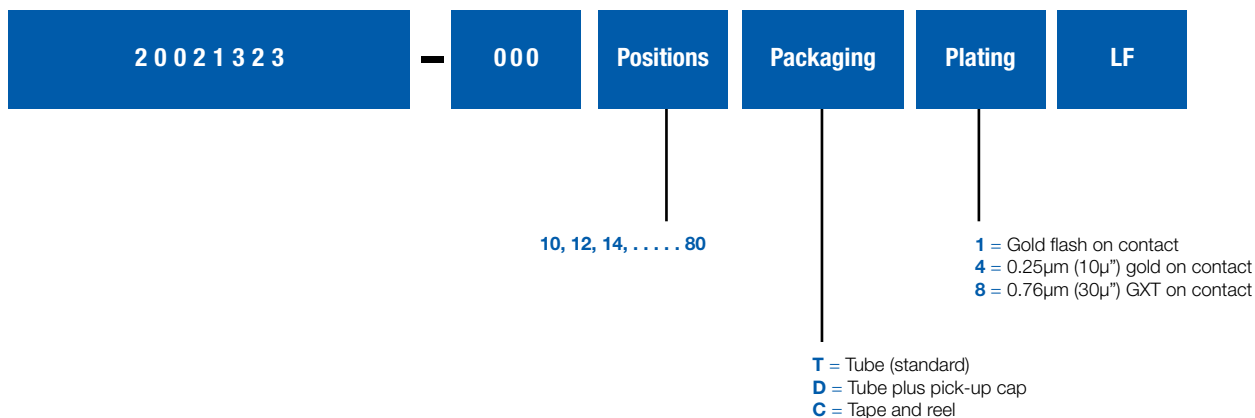 20021323 – 000 Positions Packaging Plating LF
10, 12, 14, . . . . . 80
1 = Gold flash on contact
4 = 0.25µm (10µ”) gold on contact
8 = 0.76µm (30µ”) GXT on contact
T = Tube (standard)
D = Tube plus pick-up cap
C = Tape and reel